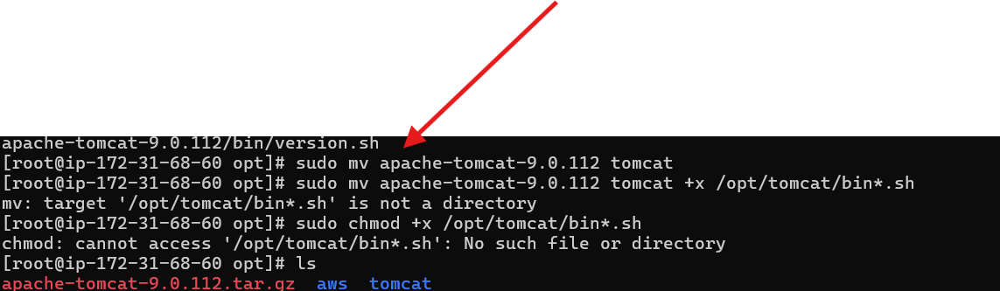 apache-tomcat-9.0.112/bin/version.sh
[root@ip-172-31-68-60 opt]# sudo mv apache-tomcat-9.0.112 tomcat
[root@ip-172-31-68-60 opt]# sudo mv apache-tomcat-9.0.112 tomcat +x /opt/tomcat/bin*.sh
mv: target '/opt/tomcat/bin*.sh' is not a directory
[root@ip-172-31-68-60 opt]# sudo chmod +x /opt/tomcat/bin*.sh
chmod: cannot access '/opt/tomcat/bin*.sh': No such file or directory
[root@ip-172-31-68-60 opt]# ls
apache-tomcat-9.0.112.tar.gz  aws  tomcat